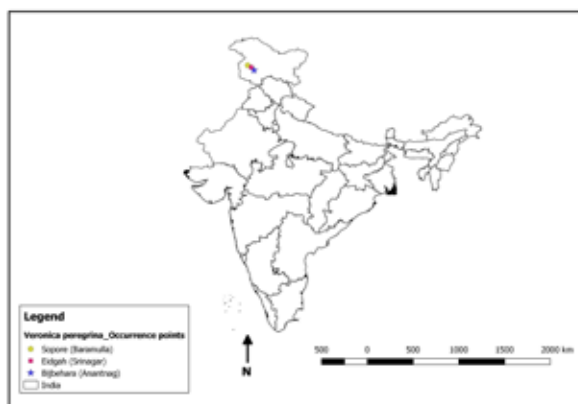 Legend
Veronica peregrina_Occurrence points
Sopore (Baramulla)
Eidgah (Srinagar)
Bijbehara (Anantnag)
India
N
500 0 500 1000 1500 2000 km